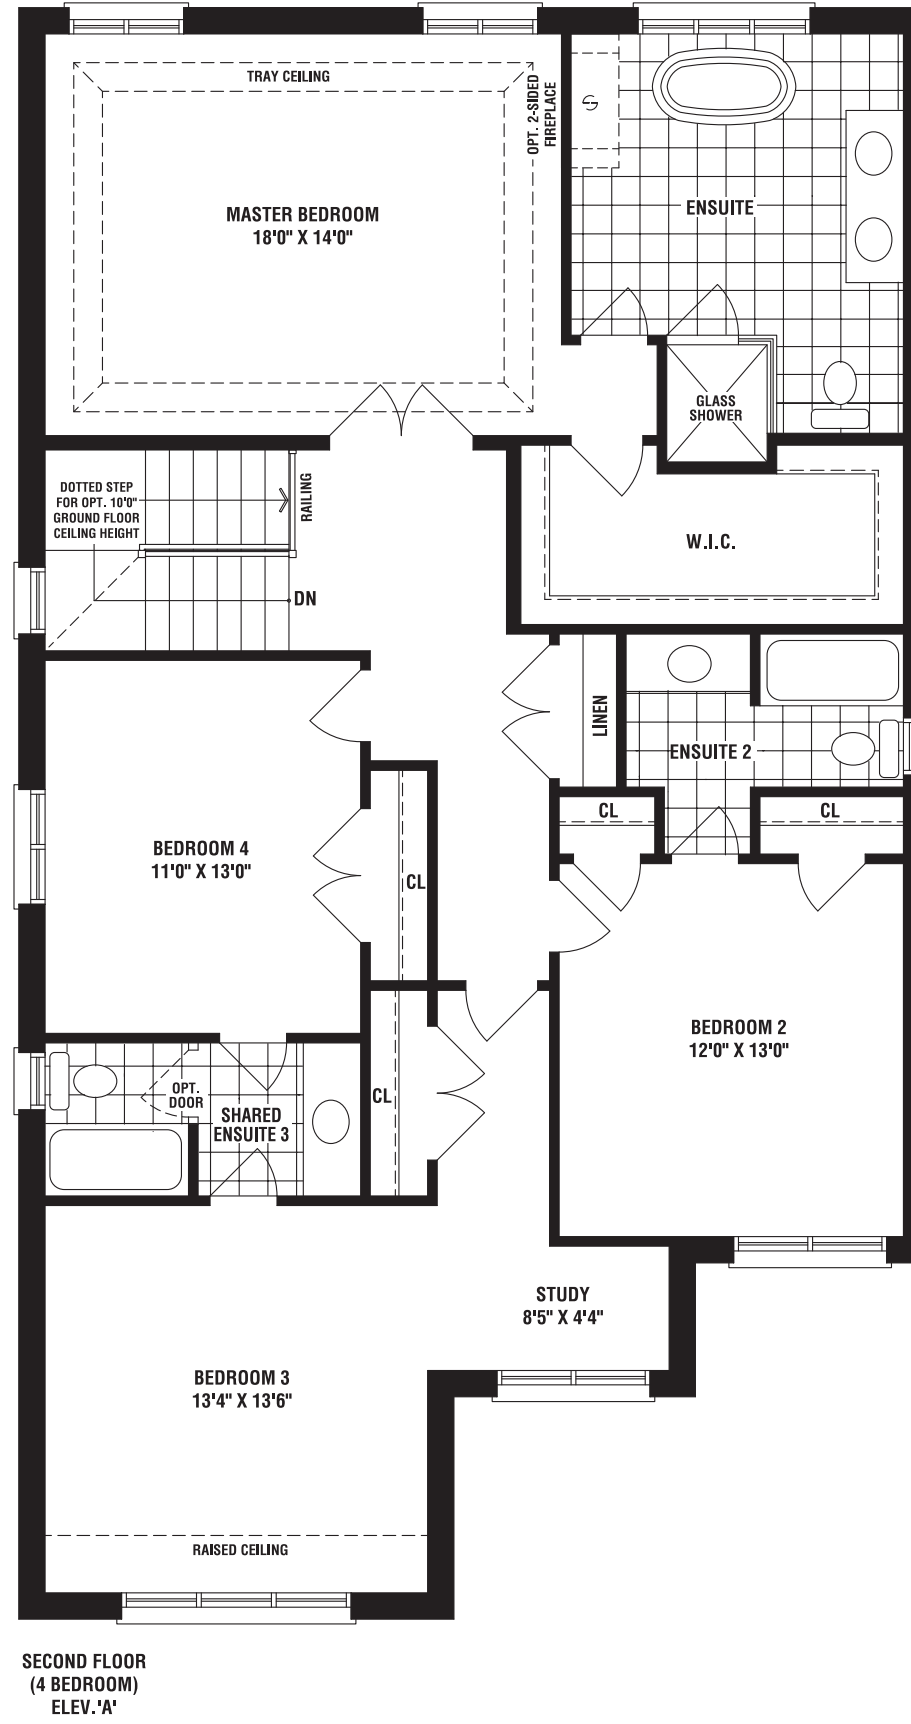 TRAY CEILING
OPT. 2-SIDED
FIREPLACE
MASTER BEDROOM
18'0" X 14'0"
ENSUITE
GLASS
SHOWER
DOTTED STEP
FOR OPT. 10'0"
GROUND FLOOR
CEILING HEIGHT
RAILING
W.I.C.
DN
LINEN
ENSUITE 2
CL
CL
BEDROOM 4
11'0" X 13'0"
CL
BEDROOM 2
12'0" X 13'0"
OPT.
DOOR
CL
SHARED
ENSUITE 3
STUDY
8'5" X 4'4"
BEDROOM 3
13'4" X 13'6"
RAISED CEILING
SECOND FLOOR
(4 BEDROOM)
ELEV.'A'